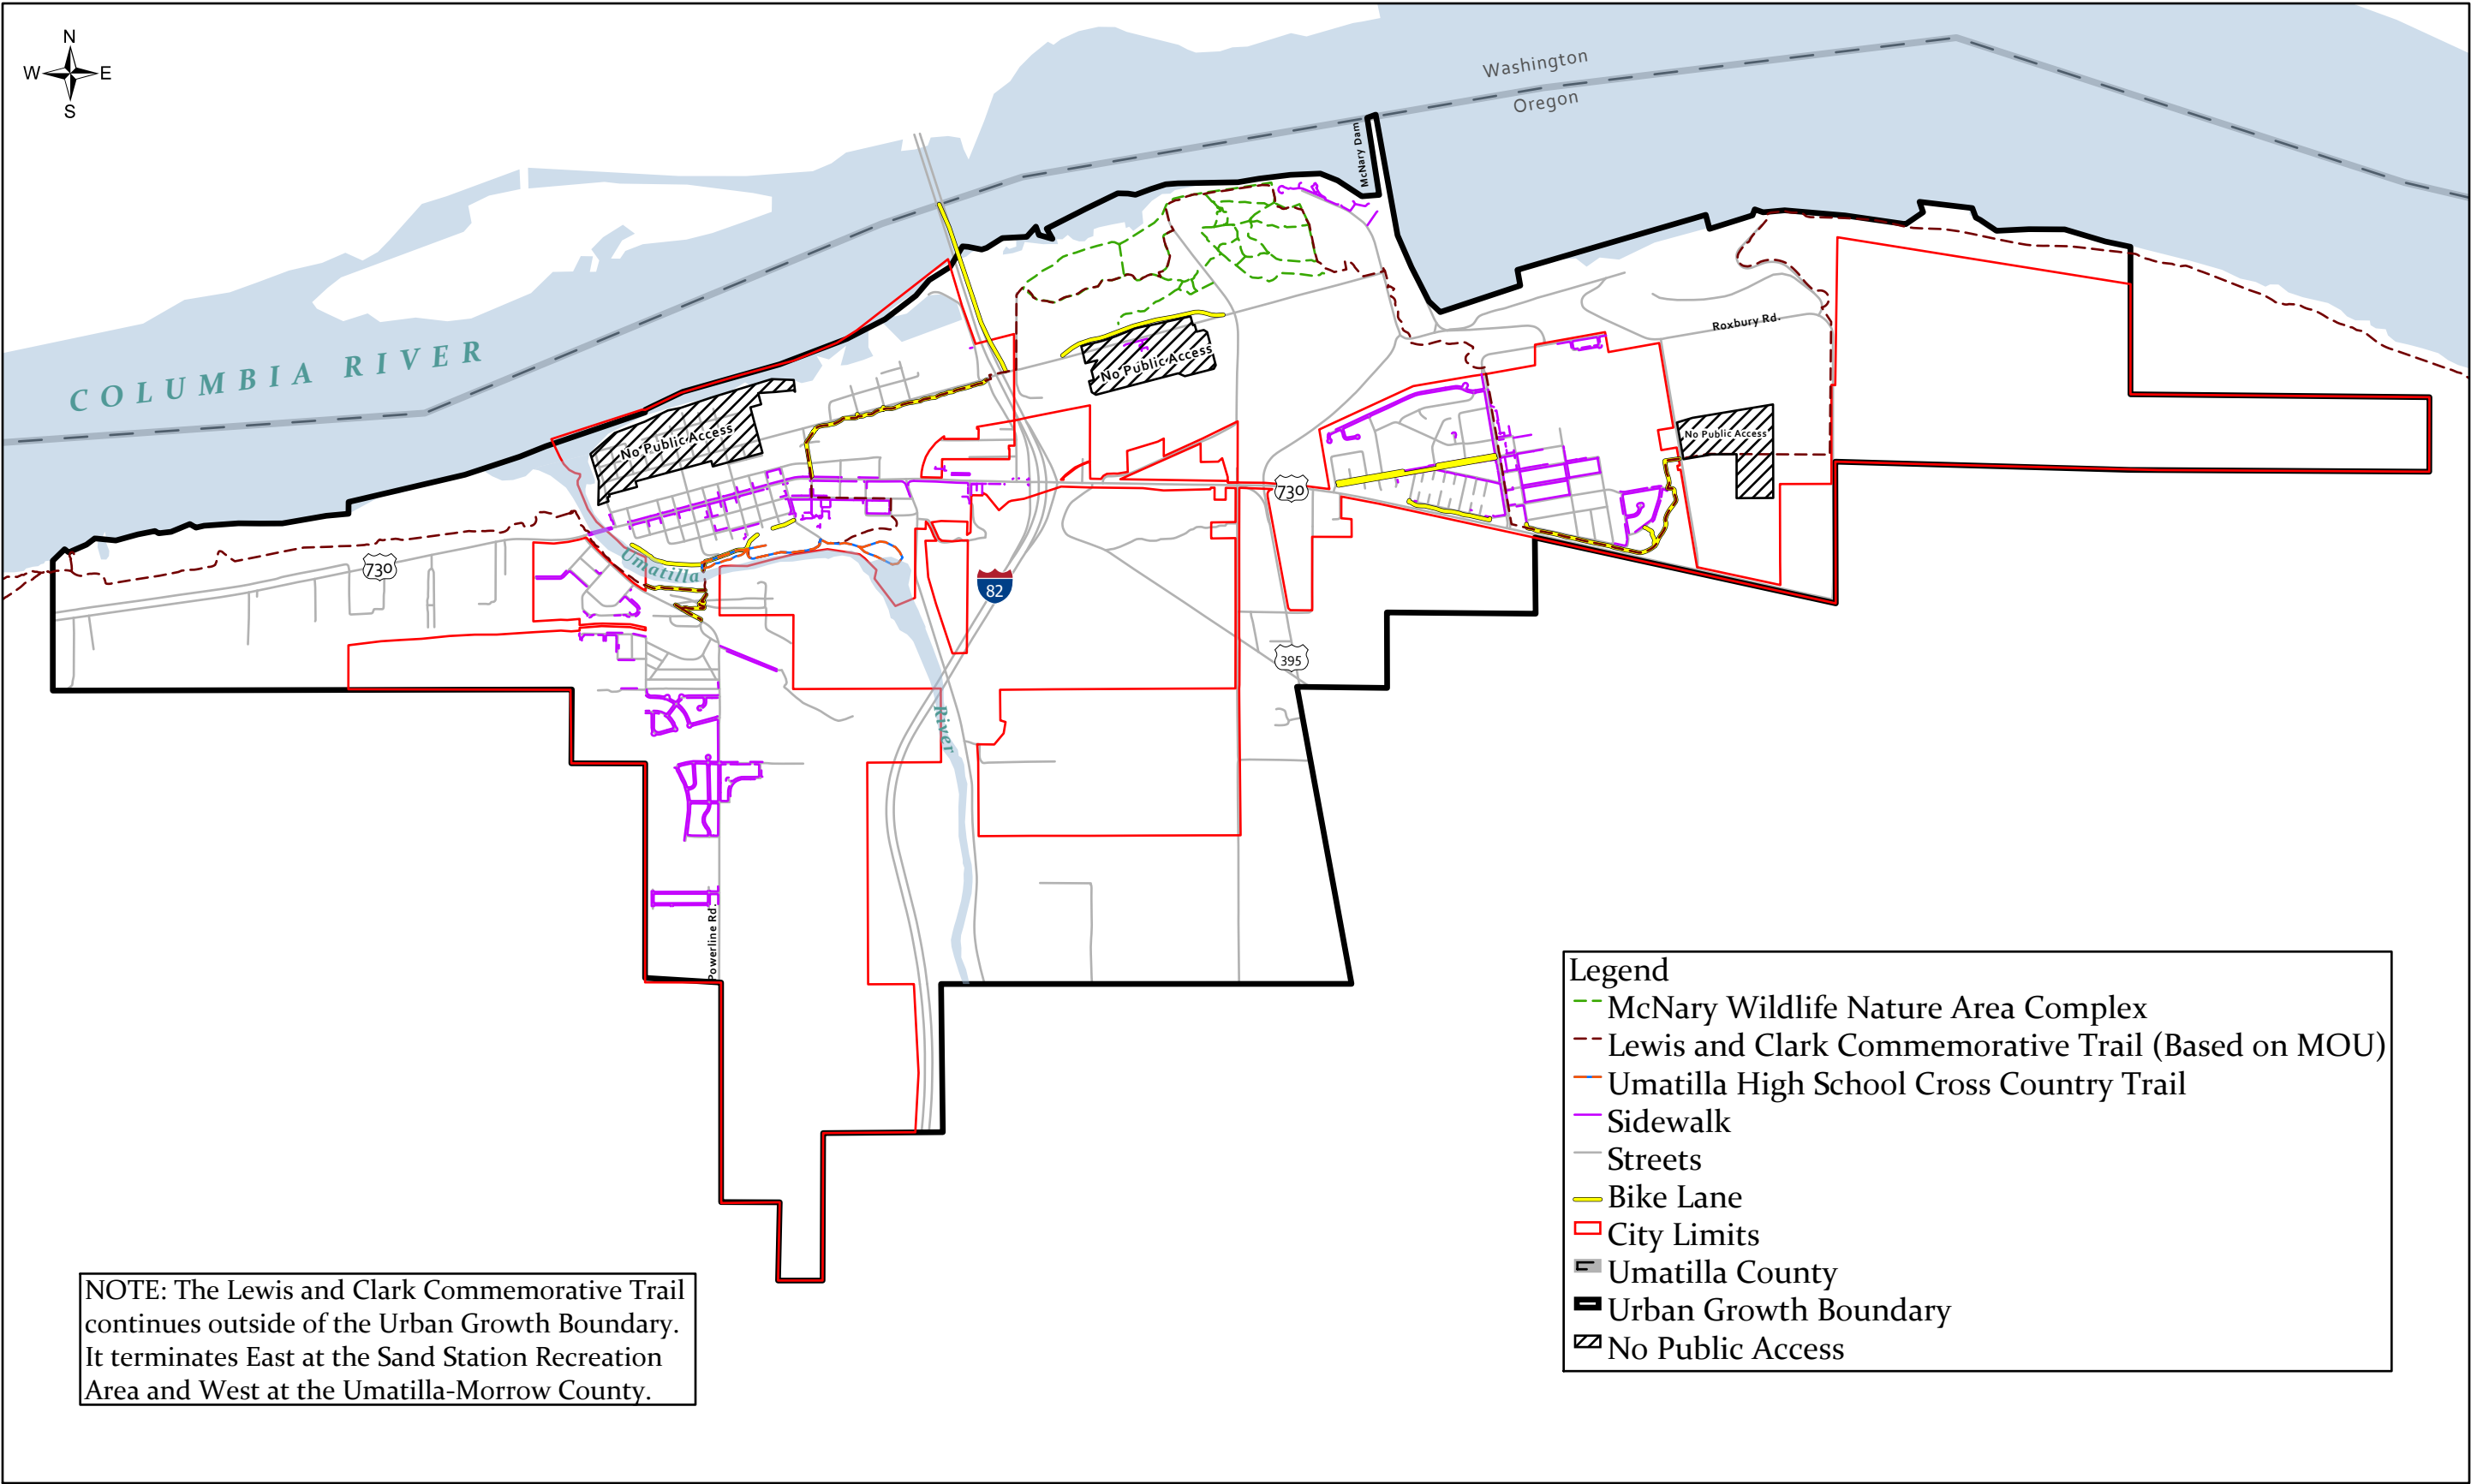 N
W E
S
Washington
Oregon
McNary Dam
COLUMBIA RIVER
Roxbury Rd.
No Public Access
No Public Access
No Public Access
730
730
Umatilla
82
395
River
Powerline Rd.
Legend
McNary Wildlife Nature Area Complex
Lewis and Clark Commemorative Trail (Based on MOU)
Umatilla High School Cross Country Trail
Sidewalk
Streets
Bike Lane
City Limits
Umatilla County
Urban Growth Boundary
No Public Access
NOTE: The Lewis and Clark Commemorative Trail
continues outside of the Urban Growth Boundary.
It terminates East at the Sand Station Recreation
Area and West at the Umatilla-Morrow County.